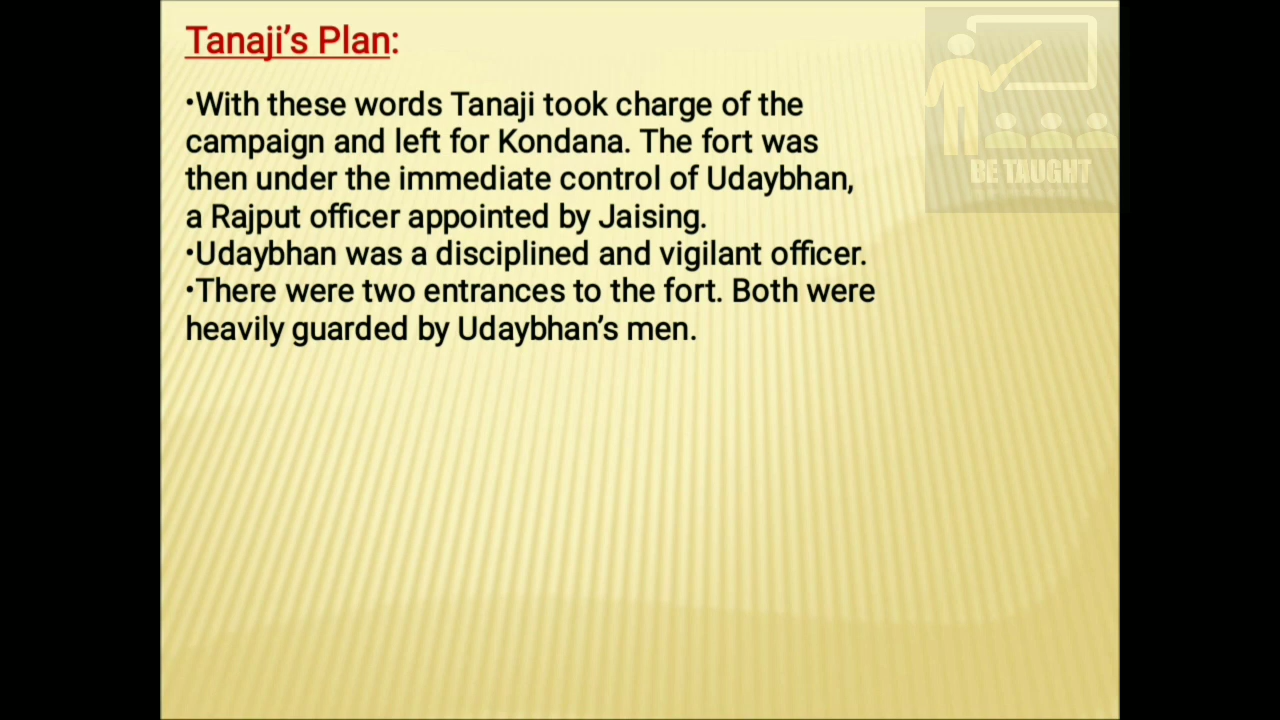 Tanaji’s Plan:
•With these words Tanaji took charge of the
campaign and left for Kondana. The fort was
then under the immediate control of Udaybhan,
a Rajput officer appointed by Jaising.
•Udaybhan was a disciplined and vigilant officer.
•There were two entrances to the fort. Both were
heavily guarded by Udaybhan’s men.
BE TAUGHT